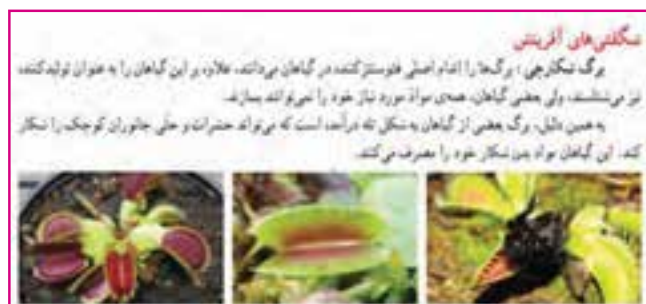 شگفتی‌های آفرینش
برگ شکارچی: برگ‌ها را اندام اصلی فتوسنتزکننده در گیاهان می‌دانند، علاوه بر این گیاهان را به عنوان تولیدکننده،
نیز می‌شناسند، ولی بعضی گیاهان، همه‌ی مواد مورد نیاز خود را نمی‌توانند بسازند.
به همین دلیل، برگ بعضی از گیاهان به شکل تله درآمده است که می‌تواند حشرات و حتی جانوران کوچک را شکار
کند. این گیاهان مواد بدن شکار خود را مصرف می‌کنند.